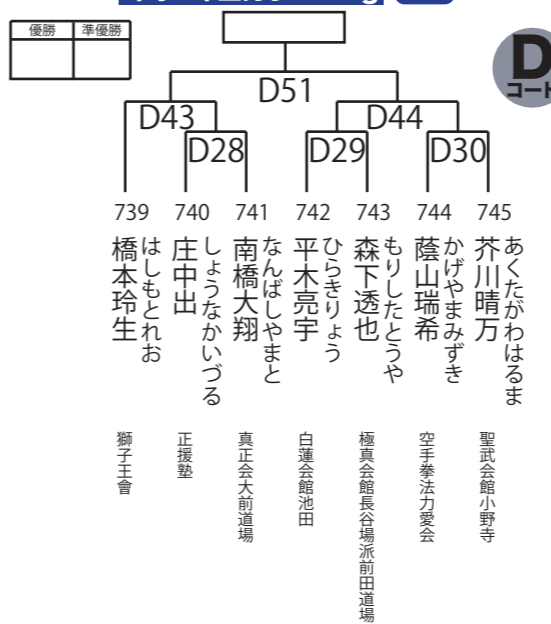 優勝
準優勝
D
コート
D51
D43
D44
D28
D29
D30
739
740
741
742
743
744
745
橋本玲生
はしもとれお
庄中出
しょうなかいづる
南橋大翔
なんばしやまと
平木亮宇
ひらきりょう
森下透也
もりしたとうや
蔭山瑞希
かげやまみずき
芥川晴万
あくたがわはるま
獅子王會
正援塾
真正会大前道場
白蓮会館池田
極真会館長谷場派前田道場
空手拳法力愛会
聖武会館小野寺